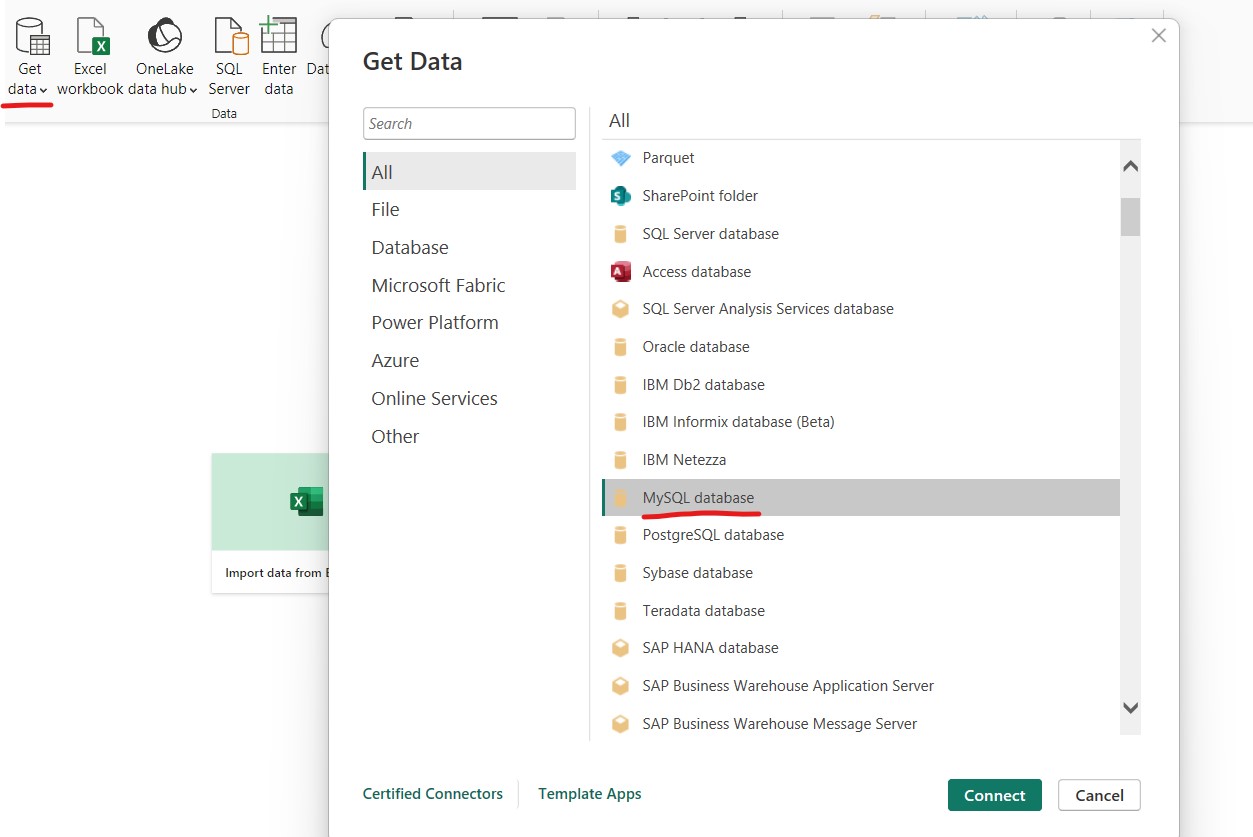 Get
data
Excel
workbook
OneLake
data hub
SQL
Server
Enter
data
Data
Get Data
Search
All
File
Database
Microsoft Fabric
Power Platform
Azure
Online Services
Other
All
Parquet
SharePoint folder
SQL Server database
Access database
SQL Server Analysis Services database
Oracle database
IBM Db2 database
IBM Informix database (Beta)
IBM Netezza
MySQL database
PostgreSQL database
Sybase database
Teradata database
SAP HANA database
SAP Business Warehouse Application Server
SAP Business Warehouse Message Server
Import data from
Certified Connectors
Template Apps
Connect
Cancel